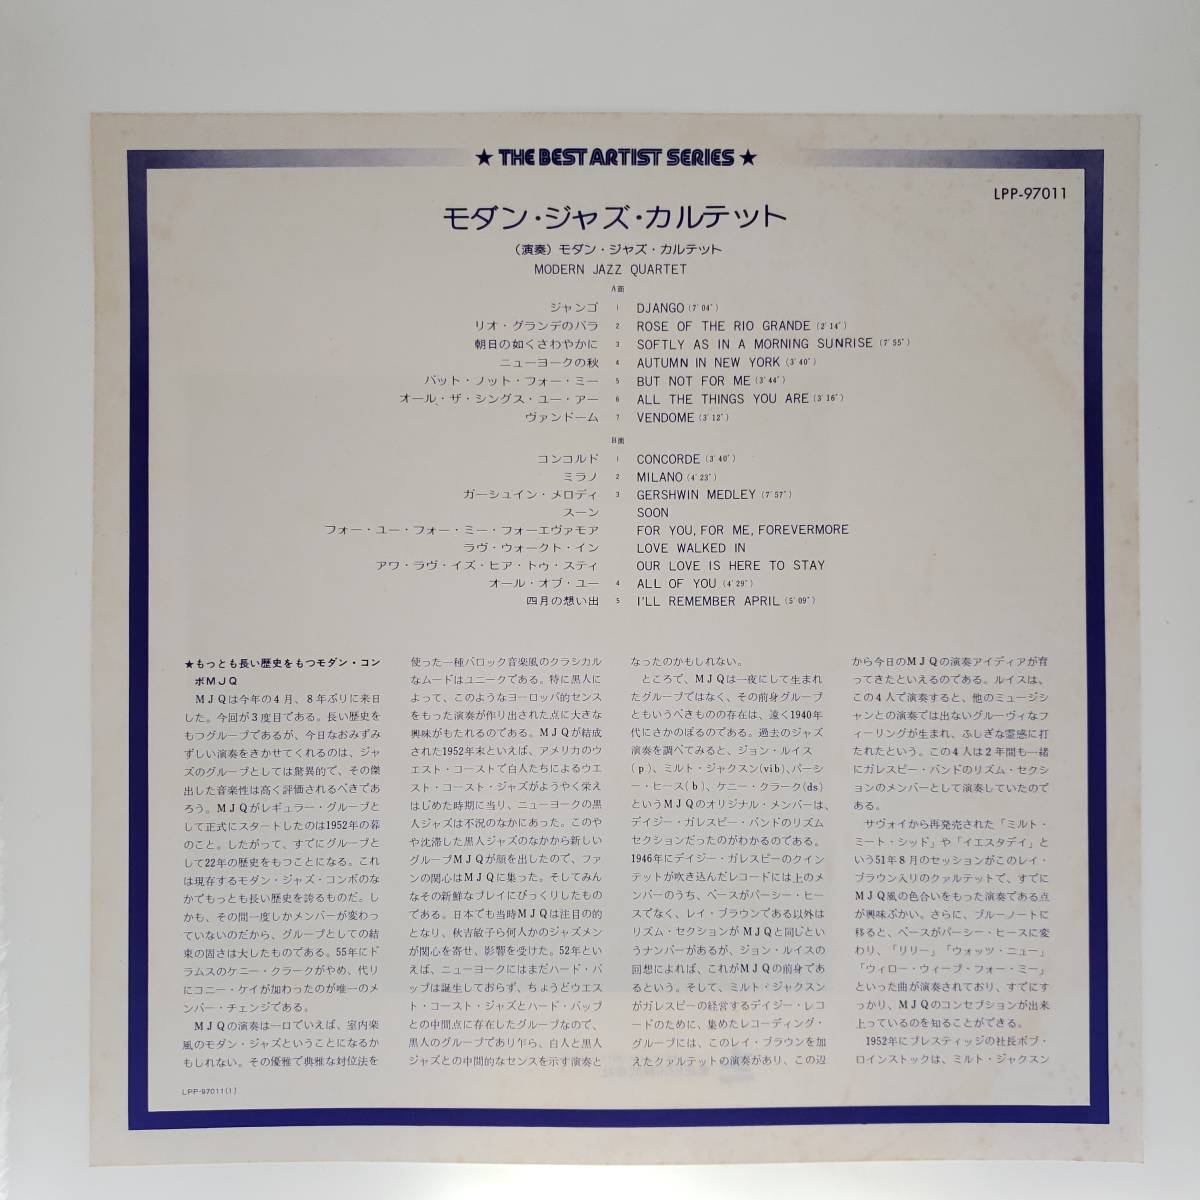 ★ THE BEST ARTIST SERIES ★
LPP-97011
モダン・ジャズ・カルテット
(演奏) モダン・ジャズ・カルテット
MODERN JAZZ QUARTET
A面
ジャンゴ 1 DJANGO (7'04")
リオ・グランデのバラ 2 ROSE OF THE RIO GRANDE (2'14")
朝日の如くさわやかに 3 SOFTLY AS IN A MORNING SUNRISE (7'55")
ニューヨークの秋 4 AUTUMN IN NEW YORK (3'40")
バット・ノット・フォー・ミー 5 BUT NOT FOR ME (3'44")
オール・ザ・シングス・ユー・アー 6 ALL THE THINGS YOU ARE (3'16")
ヴァンドーム 7 VENDOME (3'12")
B面
コンコルド 1 CONCORDE (3'40")
ミラノ 2 MILANO (4'23")
ガーシュイン・メロディ 3 GERSHWIN MEDLEY (7'57")
スーン SOON
フォー・ユー・フォー・ミー・フォーエヴァモア FOR YOU, FOR ME, FOREVERMORE
ラヴ・ウォークト・イン LOVE WALKED IN
アワ・ラヴ・イズ・ヒア・トゥ・スティ OUR LOVE IS HERE TO STAY
オール・オブ・ユー 4 ALL OF YOU (4'29")
四月の想い出 5 I'LL REMEMBER APRIL (5'09")
★もっとも長い歴史をもつモダン・コン
ボMJQ
MJQは今年の4月、8年ぶりに来日
した。今回が3度目である。長い歴史を
もつグループであるが、今日なおみずみ
ずしい演奏をきかせてくれるのは、ジャ
ズのグループとしては驚異的で、その傑
出した音楽性は高く評価されるべきであ
ろう。MJQがレギュラー・グループと
して正式にスタートしたのは1952年の暮
のこと。したがって、すでにグループと
して22年の歴史をもつことになる。これ
は現存するモダン・ジャズ・コンボのな
かでもっとも長い歴史を誇るものだ。し
かも、その間一度しかメンバーが変わっ
ていないのだから、グループとしての結
束の固さは大したものである。55年にド
ラムスのケニー・クラークがやめ、代り
にコニー・ケイが加わったのが唯一のメ
ンバー・チェンジである。
MJQの演奏は一口でいえば、室内楽
風のモダン・ジャズということになるか
もしれない。その優雅で典雅な対位法を
使った一種バロック音楽風のクラシカル
なムードはユニークである。特に黒人に
よって、このようなヨーロッパ的センス
をもった演奏が作り出された点に大きな
興味がもたれるのである。MJQが結成
された1952年末といえば、アメリカのウ
エスト・コーストで白人たちによるウエ
スト・コースト・ジャズがようやく栄え
はじめた時期に当り、ニューヨークの黒
人ジャズは不況のなかにあった。このや
や沈滞した黒人ジャズのなかから新しい
グループMJQが顔を出したので、ファ
ンの関心はMJQに集った。そしてみん
なその新鮮なプレイにびっくりしたもの
である。日本でも当時MJQは注目の的
となり、秋吉敏子ら何人かのジャズメン
が関心を寄せ、影響を受けた。52年とい
えば、ニューヨークにはまだハード・バ
ップは誕生しておらず、ちょうどウエス
ト・コースト・ジャズとハード・バップ
との中間点に存在したグループなので、
黒人のグループであり乍ら、白人と黒人
ジャズとの中間的なセンスを示す演奏と
なったのかもしれない。
ところで、MJQは一夜にして生まれ
たグループではなく、その前身グループ
ともいうべきものの存在は、遠く1940年
代にさかのぼるのである。過去のジャズ
演奏を調べてみると、ジョン・ルイス
(p)、ミルト・ジャクスン(vib)、パーシ
ー・ヒース(b)、ケニー・クラーク(ds)
というMJQのオリジナル・メンバーは、
デイジー・ガレスピー・バンドのリズム
セクションだったのがわかるのである。
1946年にデイジー・ガレスピーのクイン
テットが吹き込んだレコードには上のメ
ンバーのうち、ベースがパーシー・ヒー
スでなく、レイ・ブラウンである以外は
リズム・セクションがMJQと同じとい
うナンバーがあるが、ジョン・ルイスの
回想によれば、これがMJQの前身であ
るという。そして、ミルト・ジャクスン
がガレスピーの経営するデイジー・レコ
ードのために、集めたレコーディング・
グループには、このレイ・ブラウンを加
えたクァルテットの演奏があり、この辺
から今日のMJQの演奏アイディアが育
ってきたといえるのである。ルイスは、
この4人で演奏すると、他のミュージシ
ャンとの演奏では出ないグルーヴィなフ
ィーリングが生まれ、ふしぎな霊感に打
たれたという。この4人は2年間も一緒
にガレスピー・バンドのリズム・セクシ
ョンのメンバーとして演奏していたので
ある。
サヴォイから再発売された「ミルト・
ミート・シッド」や「イエスタデイ」と
いう51年8月のセッションがこのレイ・
ブラウン入りのクァルテットで、すでに
MJQ風の色合いをもった演奏である点
が興味ぶかい。さらに、ブルーノートに
移ると、ベースがパーシー・ヒースに変
わり、「リリー」「ウォッツ・ニュー」
「ウィロー・ウィープ・フォー・ミー」
といった曲が演奏されており、すでにす
っかり、MJQのコンセプションが出来
上っているのを知ることができる。
1952年にプレスティッジの社長ボブ・
ワインストックは、ミルト・ジャクスン
LPP-97011(1)